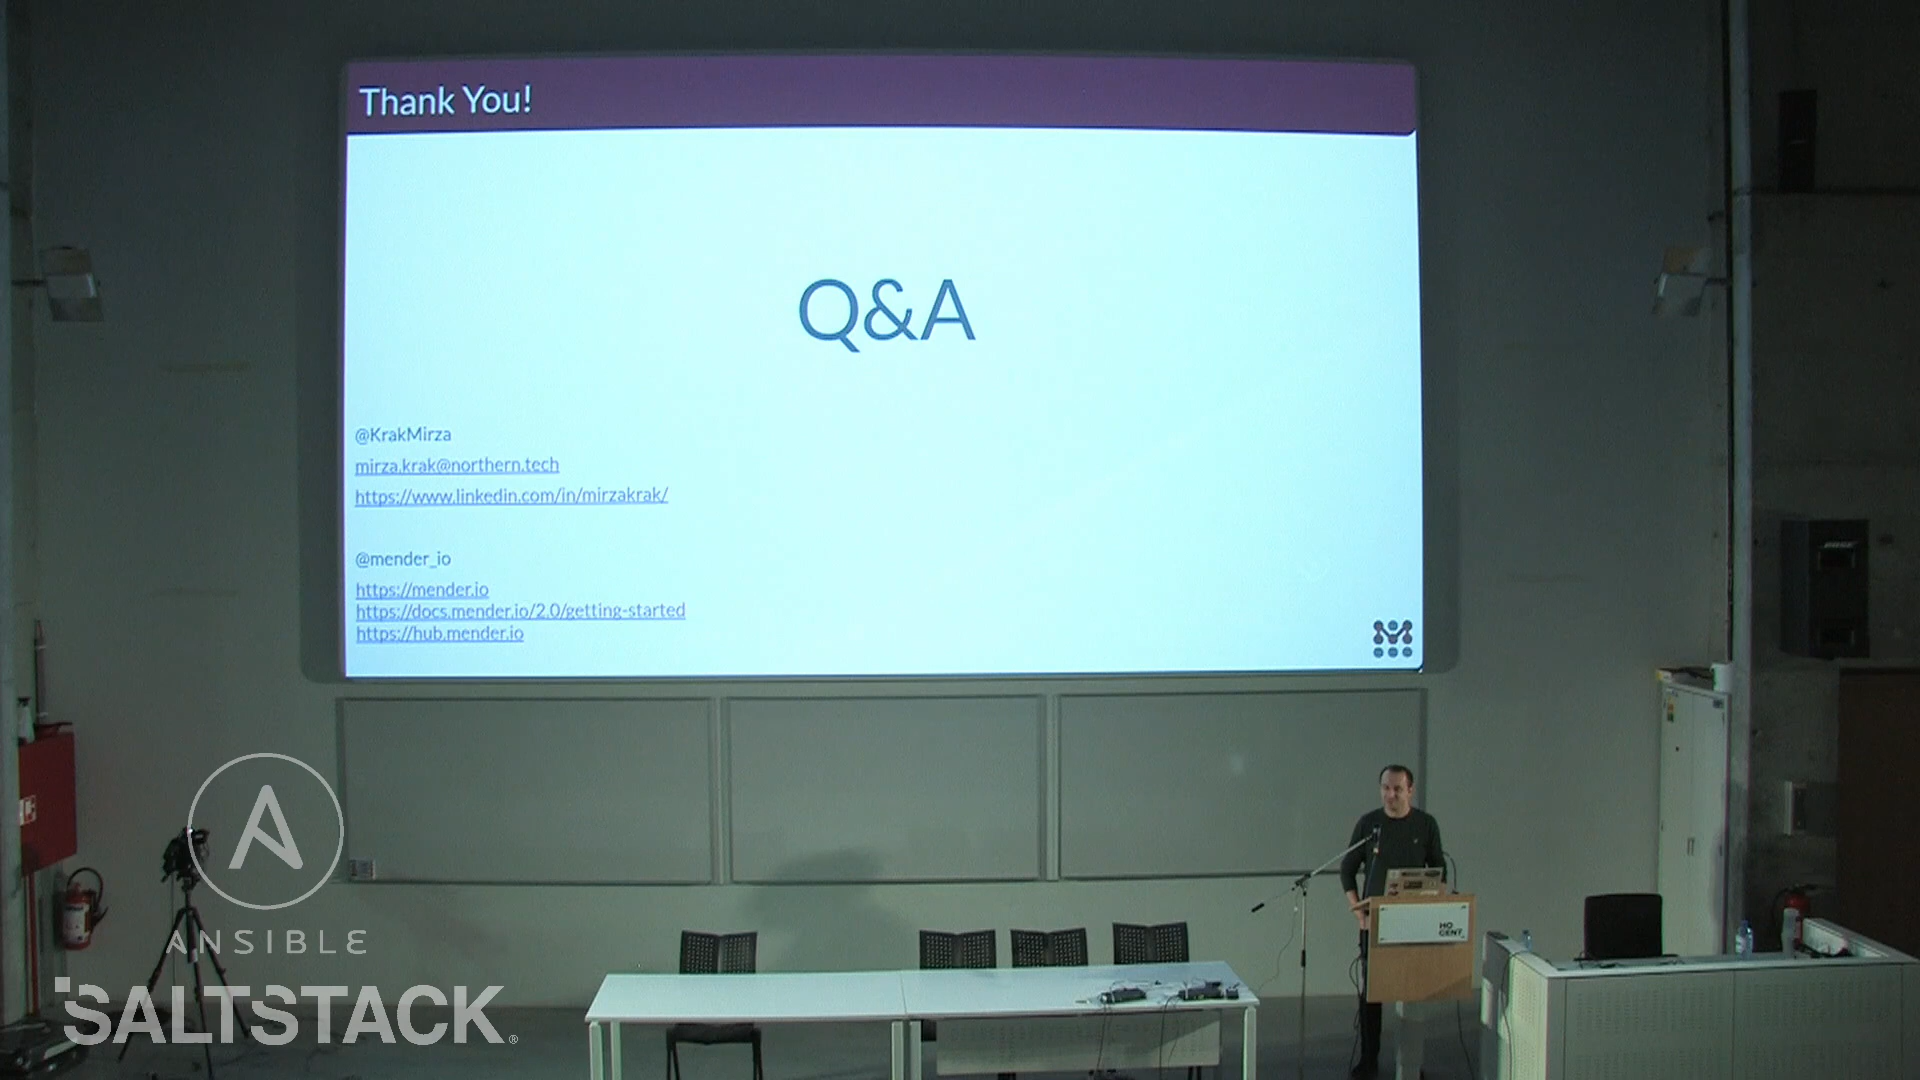 Thank You!
Q&A
@KrakMirza
mirza.krak@northern.tech
https://www.linkedin.com/in/mirzakrak/
@mender_io
https://mender.io
https://docs.mender.io/2.0/getting-started
https://hub.mender.io
HO
GENT
BOSE
ANSIBLE
SALTSTACK®